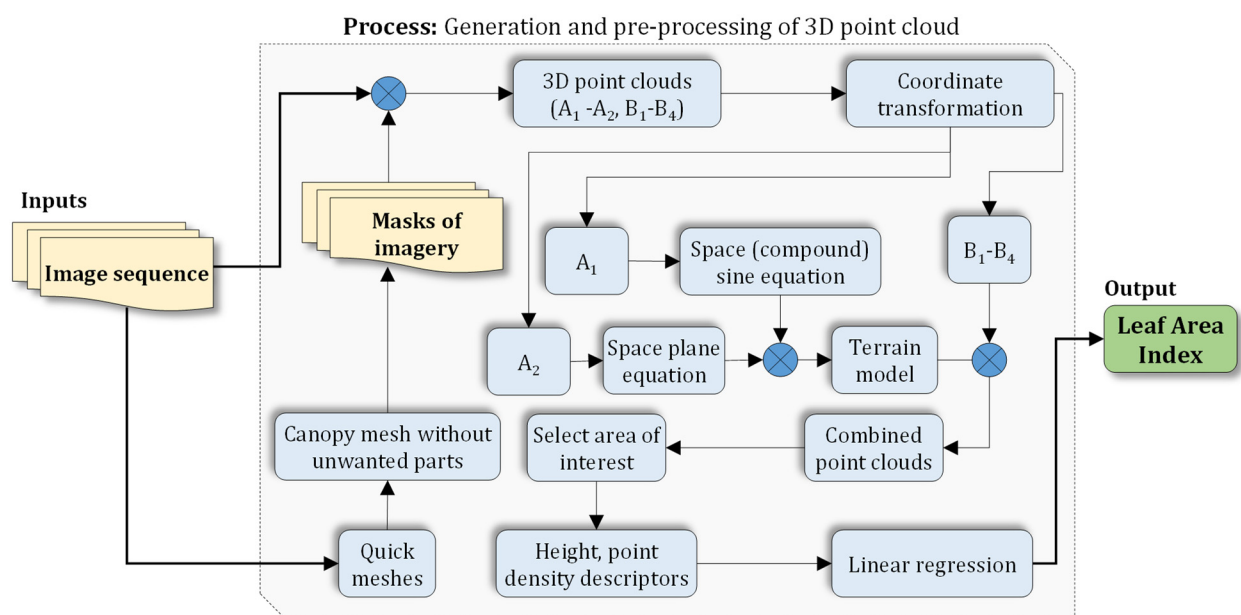 Process: Generation and pre-processing of 3D point cloud
3D point clouds
(A₁ -A₂, B₁-B₄)
Coordinate
transformation
Inputs
Image sequence
Masks of
imagery
A₁
Space (compound)
sine equation
B₁-B₄
A₂
Space plane
equation
Terrain
model
Output
Leaf Area
Index
Canopy mesh without
unwanted parts
Select area of
interest
Combined
point clouds
Quick
meshes
Height, point
density descriptors
Linear regression